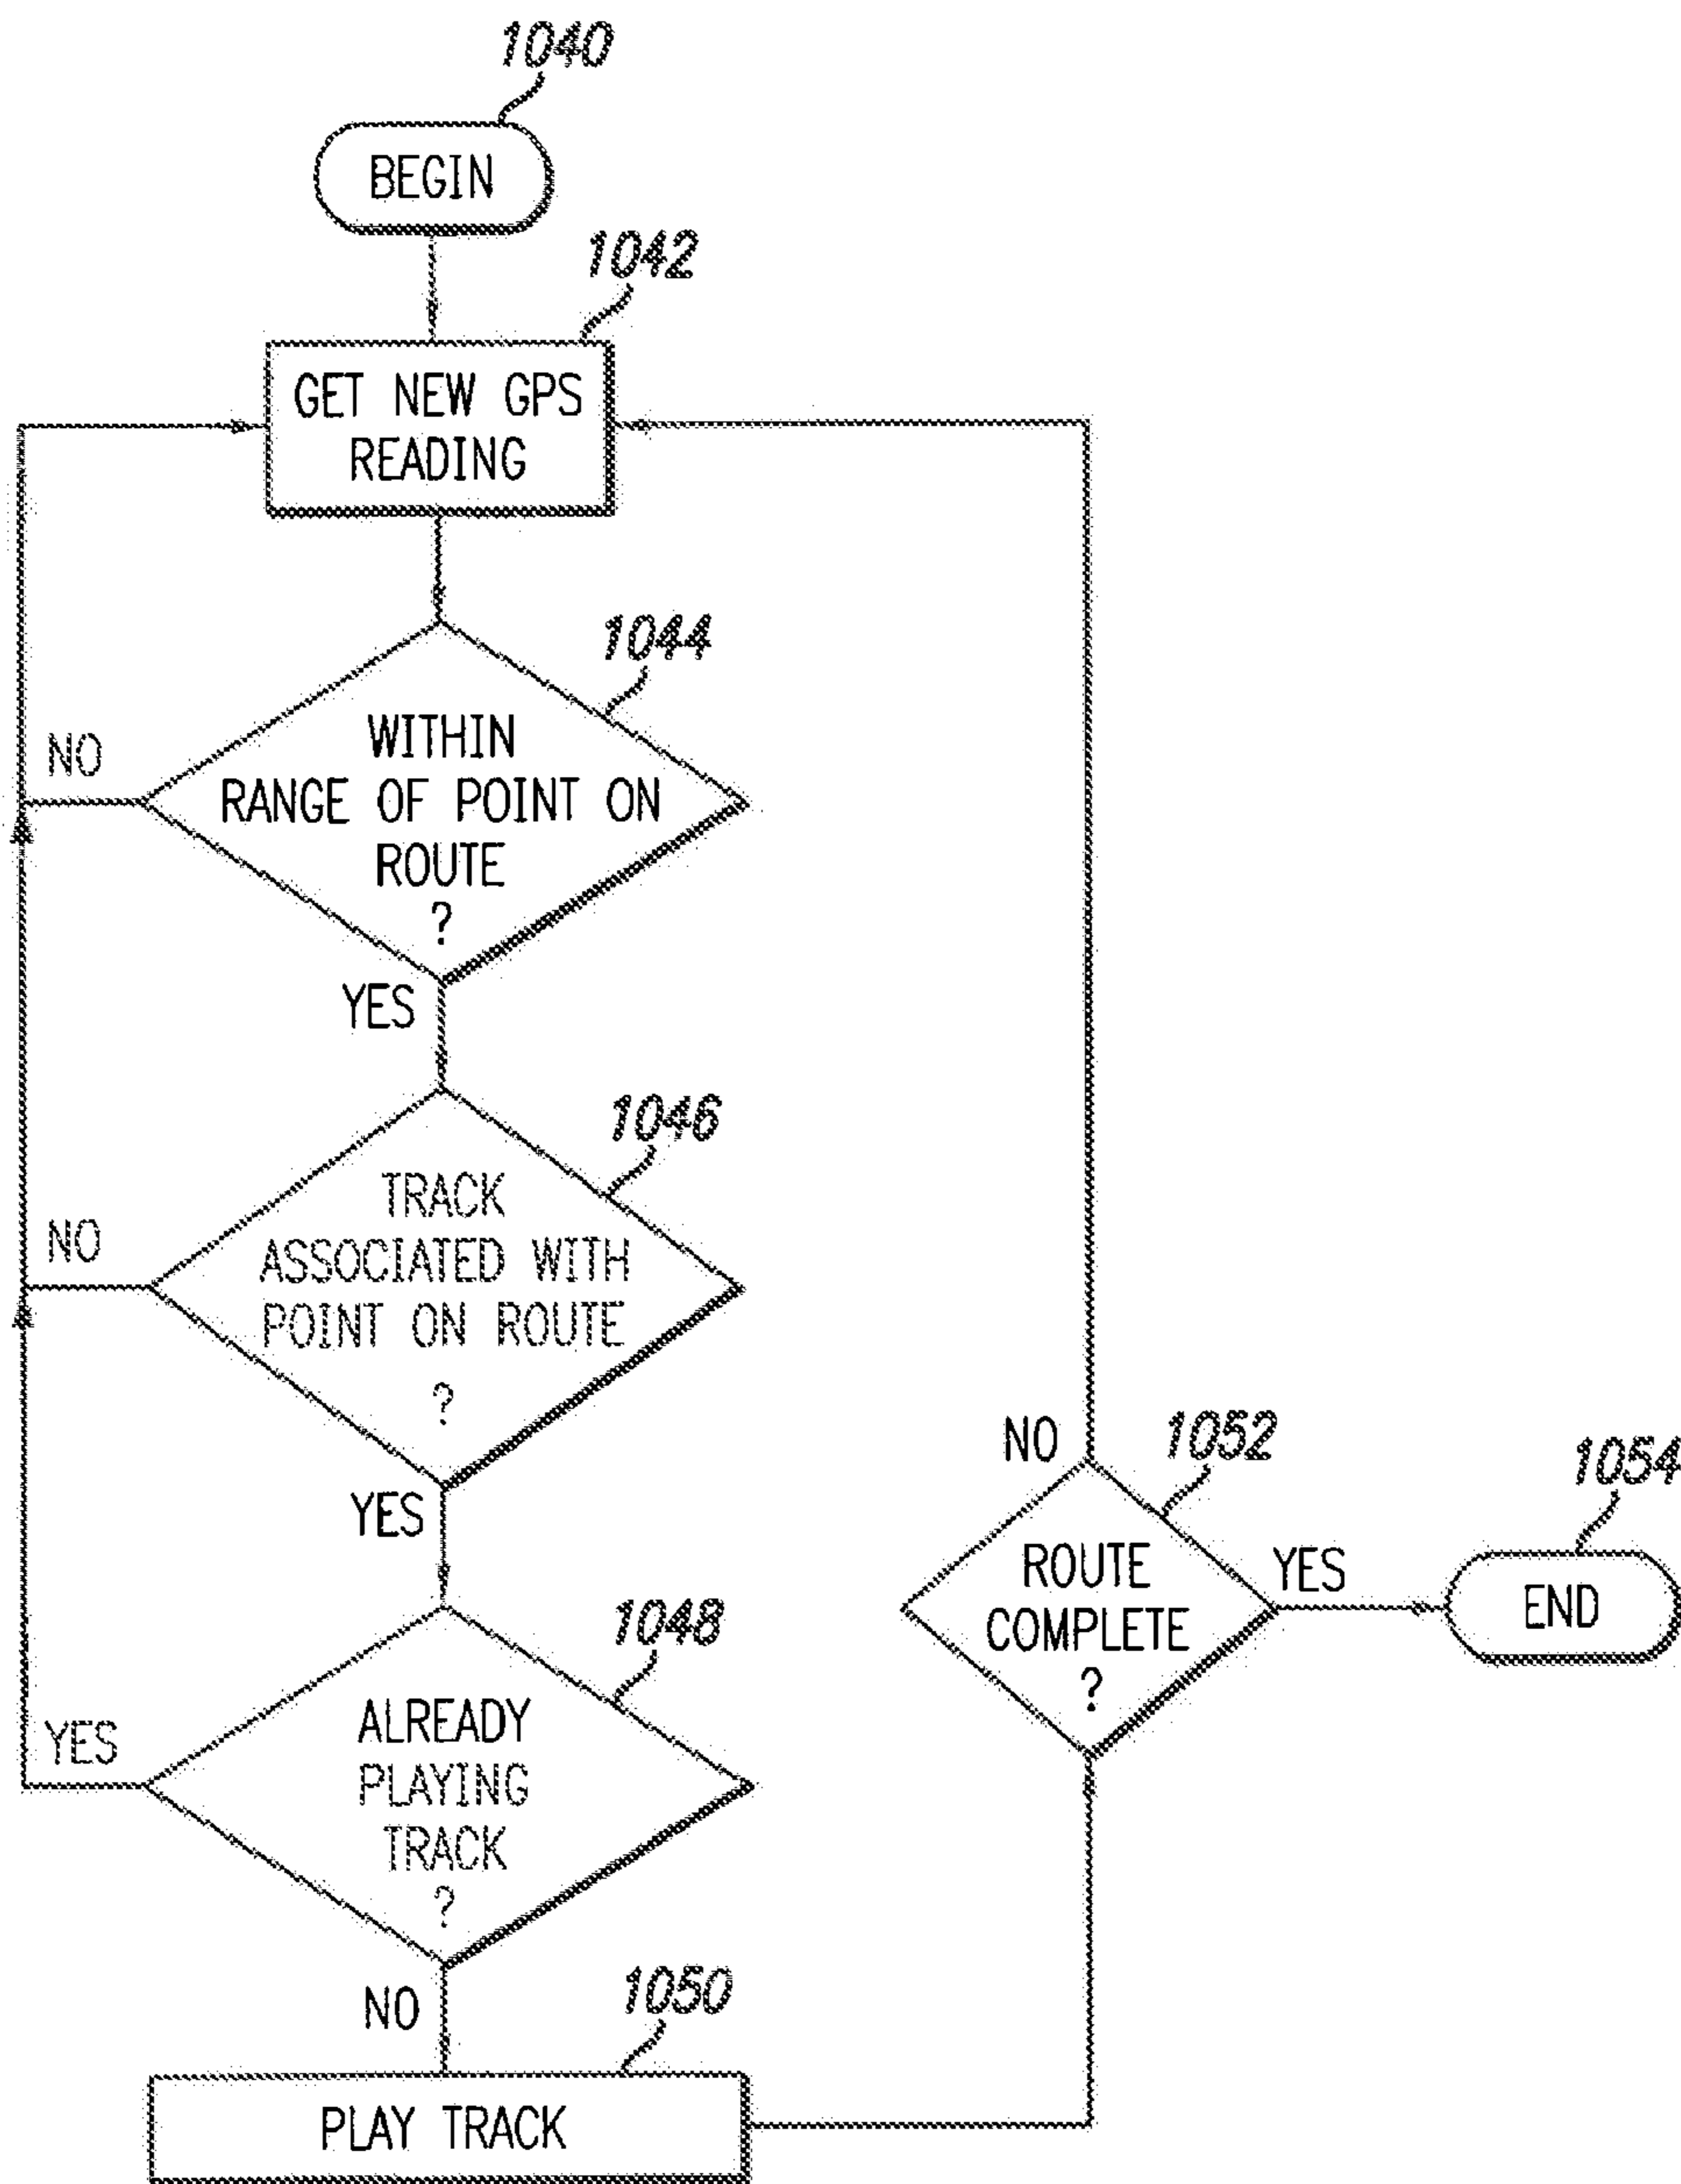 1040
BEGIN
1042
GET NEW GPS
READING
1044
WITHIN
RANGE OF POINT ON
ROUTE
?
NO
YES
1046
TRACK
ASSOCIATED WITH
POINT ON ROUTE
?
NO
YES
1048
ALREADY
PLAYING
TRACK
?
YES
NO
1050
PLAY TRACK
NO
1052
ROUTE
COMPLETE
?
YES
1054
END